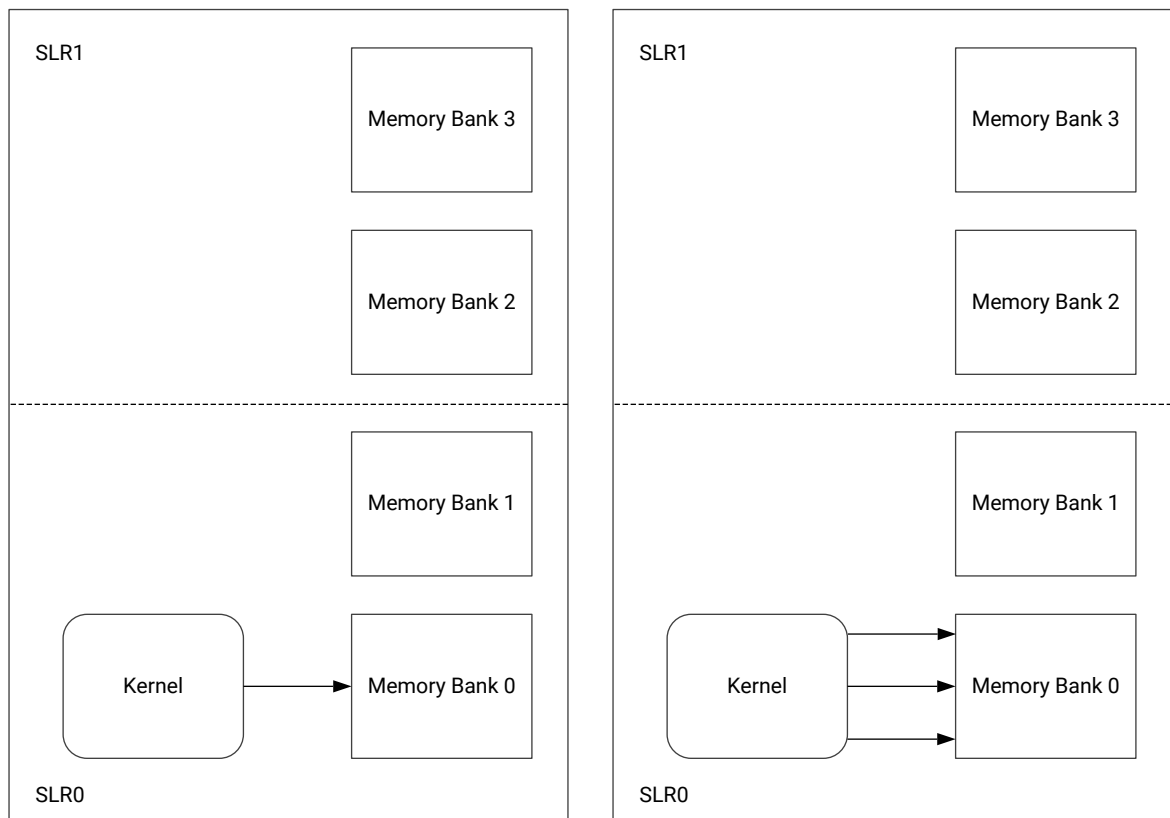 SLR1
Memory Bank 3
Memory Bank 2
Memory Bank 1
Kernel
Memory Bank 0
SLR0
SLR1
Memory Bank 3
Memory Bank 2
Memory Bank 1
Kernel
Memory Bank 0
SLR0